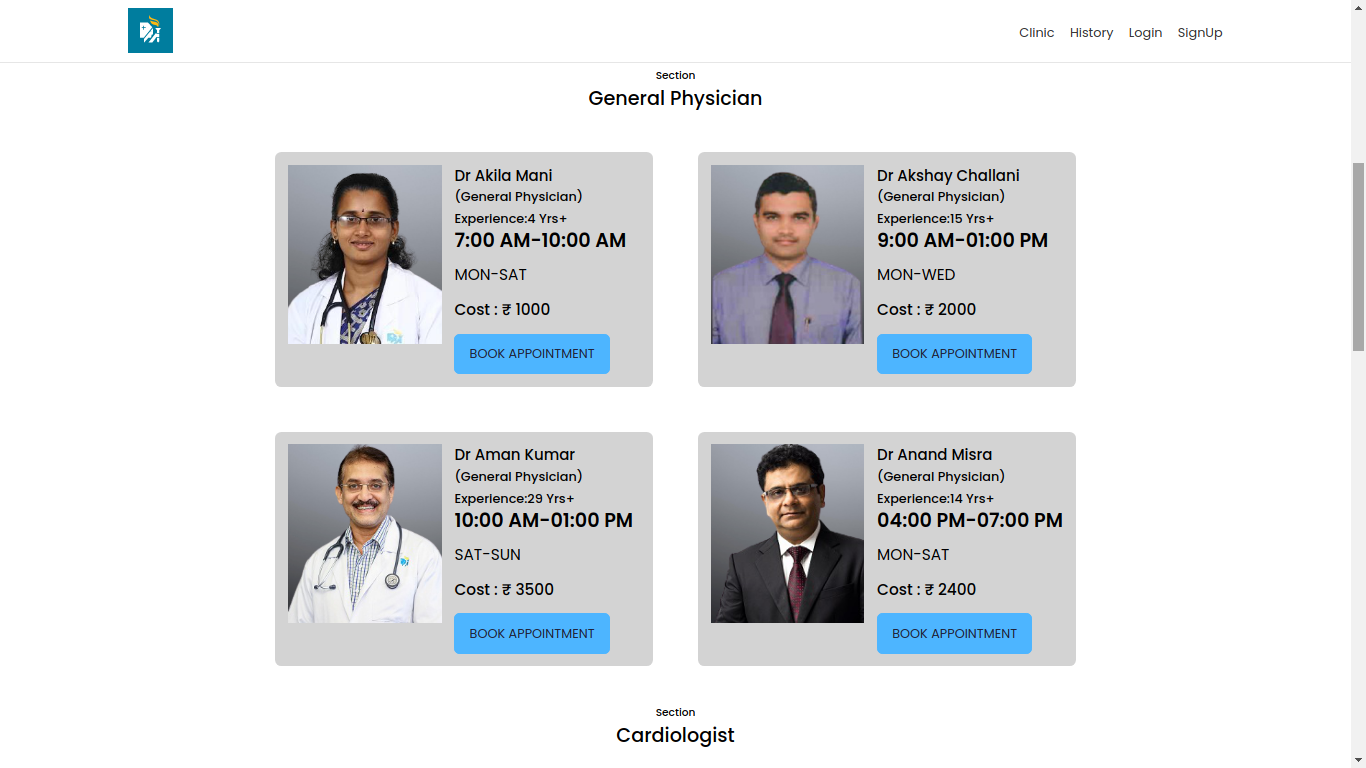 Clinic History Login SignUp
Section
General Physician
Dr Akila Mani
(General Physician)
Experience:4 Yrs+
7:00 AM-10:00 AM
MON-SAT
Cost : ₹ 1000
BOOK APPOINTMENT
Dr Akshay Challani
(General Physician)
Experience:15 Yrs+
9:00 AM-01:00 PM
MON-WED
Cost : ₹ 2000
BOOK APPOINTMENT
Dr Aman Kumar
(General Physician)
Experience:29 Yrs+
10:00 AM-01:00 PM
SAT-SUN
Cost : ₹ 3500
BOOK APPOINTMENT
Dr Anand Misra
(General Physician)
Experience:14 Yrs+
04:00 PM-07:00 PM
MON-SAT
Cost : ₹ 2400
BOOK APPOINTMENT
Section
Cardiologist